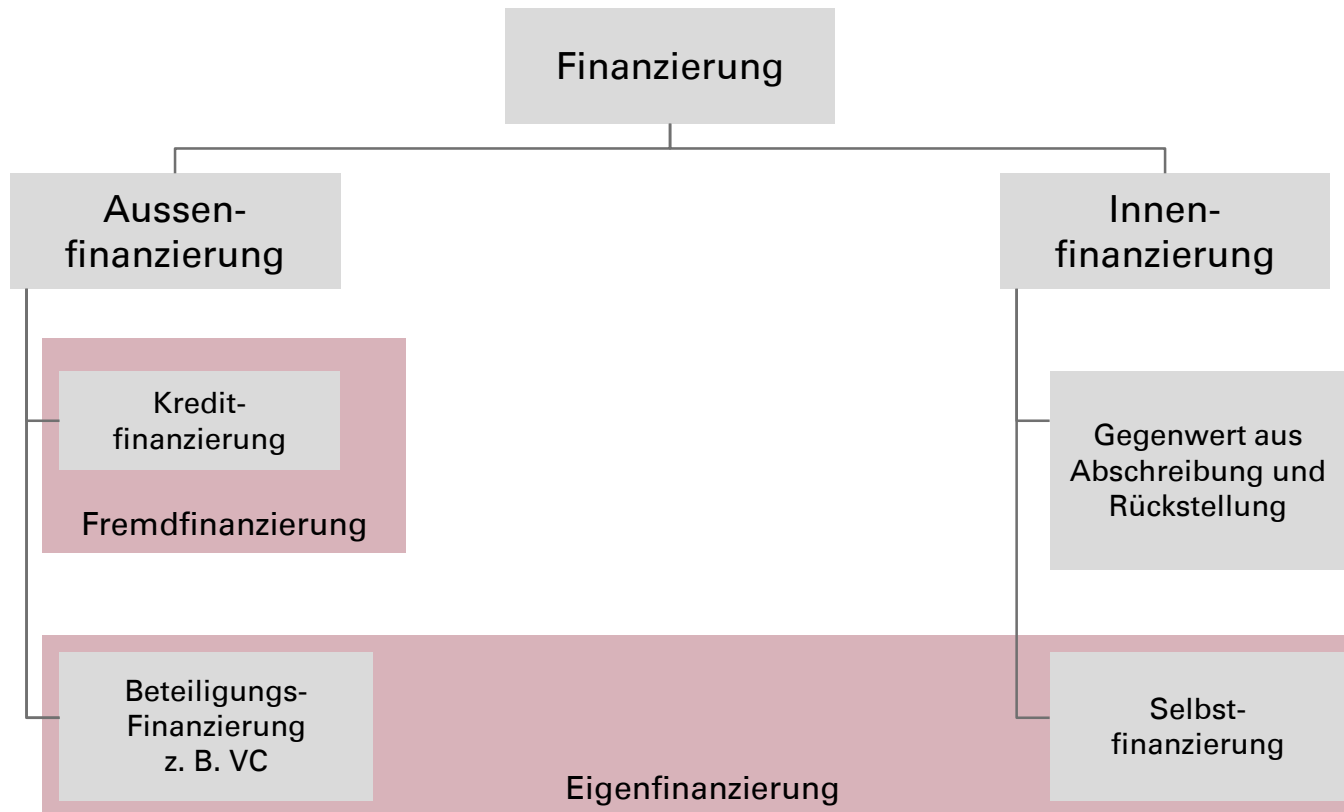 Finanzierung
Aussen-
finanzierung
Innen-
finanzierung
Kredit-
finanzierung
Fremdfinanzierung
Gegenwert aus
Abschreibung und
Rückstellung
Beteiligungs-
Finanzierung
z. B. VC
Selbst-
finanzierung
Eigenfinanzierung